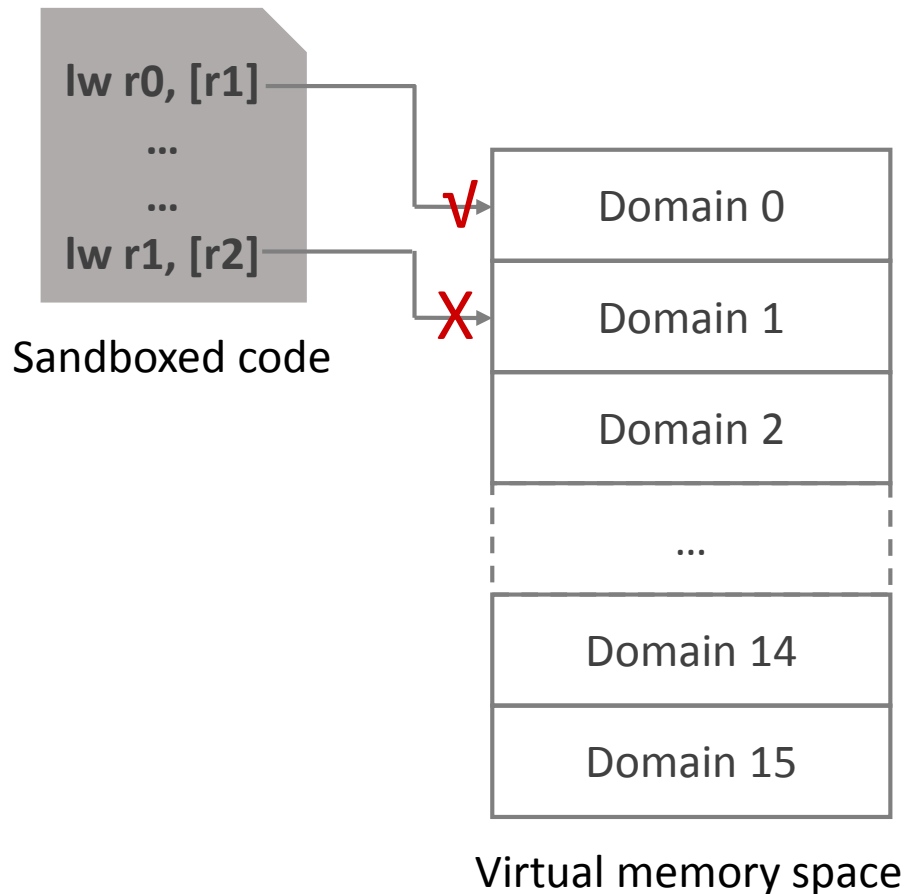 lw r0, [r1]
...
...
lw r1, [r2]
Sandboxed code
√
X
Domain 0
Domain 1
Domain 2
...
Domain 14
Domain 15
Virtual memory space